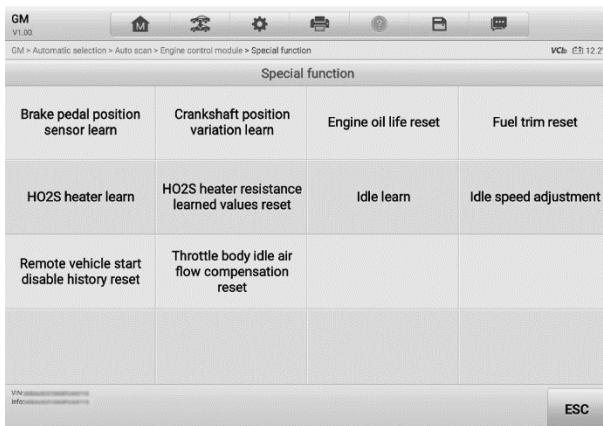 GM
V1.00
M
GM > Automatic selection > Auto scan > Engine control module > Special function
VCI: 12.2
Special function
Brake pedal position
sensor learn
Crankshaft position
variation learn
Engine oil life reset
Fuel trim reset
HO2S heater learn
HO2S heater resistance
learned values reset
Idle learn
Idle speed adjustment
Remote vehicle start
disable history reset
Throttle body idle air
flow compensation
reset
VIN:
Info:
ESC